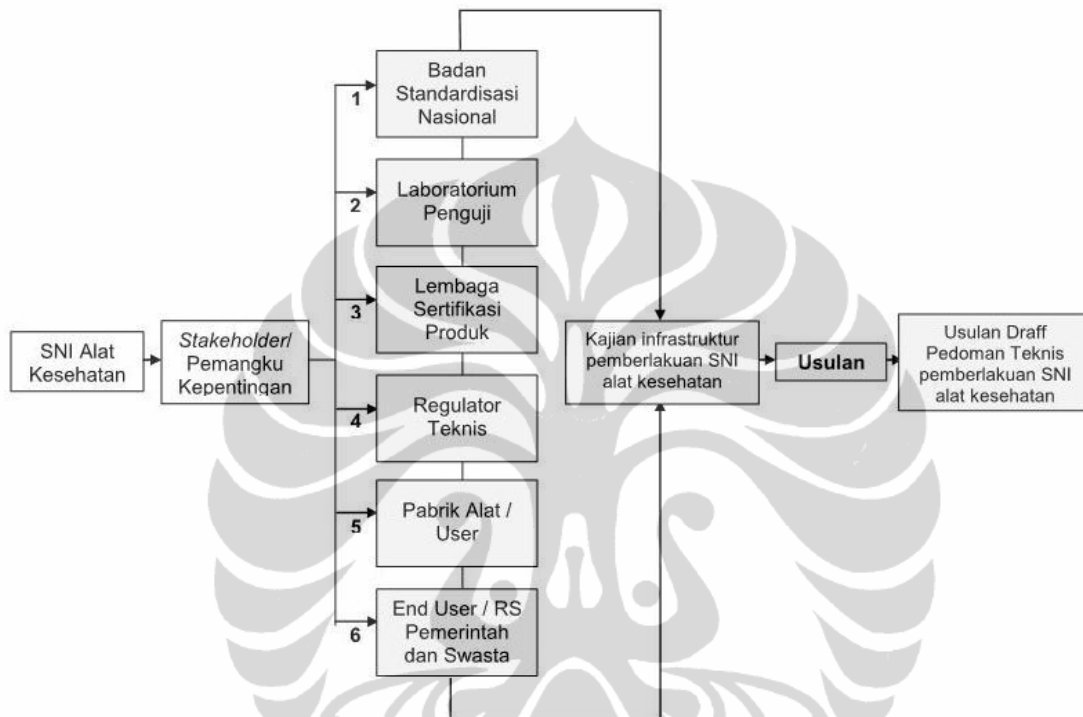 SNI Alat
Kesehatan
Stakeholder/
Pemangku
Kepentingan
1
Badan
Standardisasi
Nasional
2
Laboratorium
Penguji
3
Lembaga
Sertifikasi
Produk
4
Regulator
Teknis
5
Pabrik Alat /
User
6
End User / RS
Pemerintah
dan Swasta
Kajian infrastruktur
pemberlakuan SNI
alat kesehatan
Usulan
Usulan Draff
Pedoman Teknis
pemberlakuan SNI
alat kesehatan